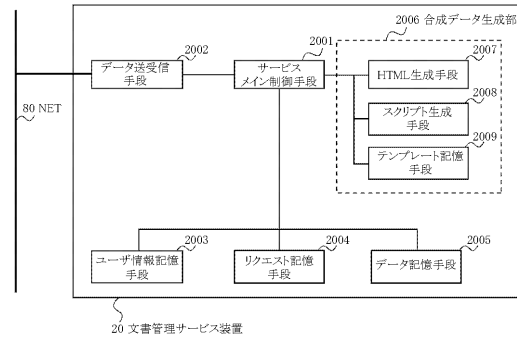 2006 合成データ生成部
2002
データ送受信
手段
2001
サービス
メイン制御手段
2007
HTML生成手段
2008
スクリプト生成
手段
2009
テンプレート記憶
手段
80 NET
2003
ユーザ情報記憶
手段
2004
リクエスト記憶
手段
2005
データ記憶手段
20 文書管理サービス装置